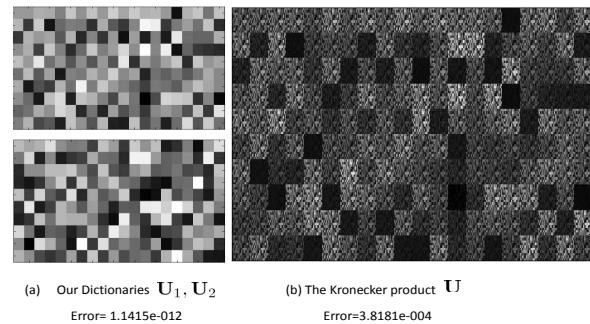 (a) Our Dictionaries U₁, U₂
(b) The Kronecker product U
Error= 1.1415e-012
Error=3.8181e-004